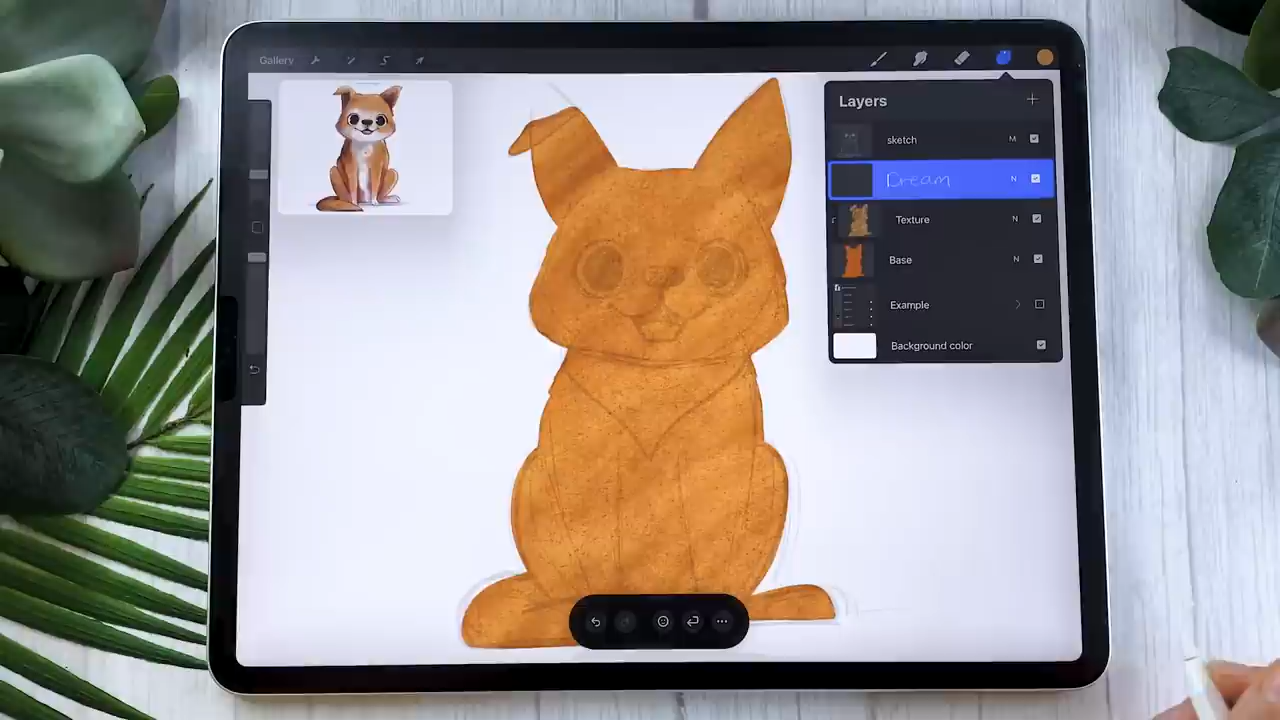 Gallery
Layers
sketch M
Dream N
Texture N
Base N
Example
Background color